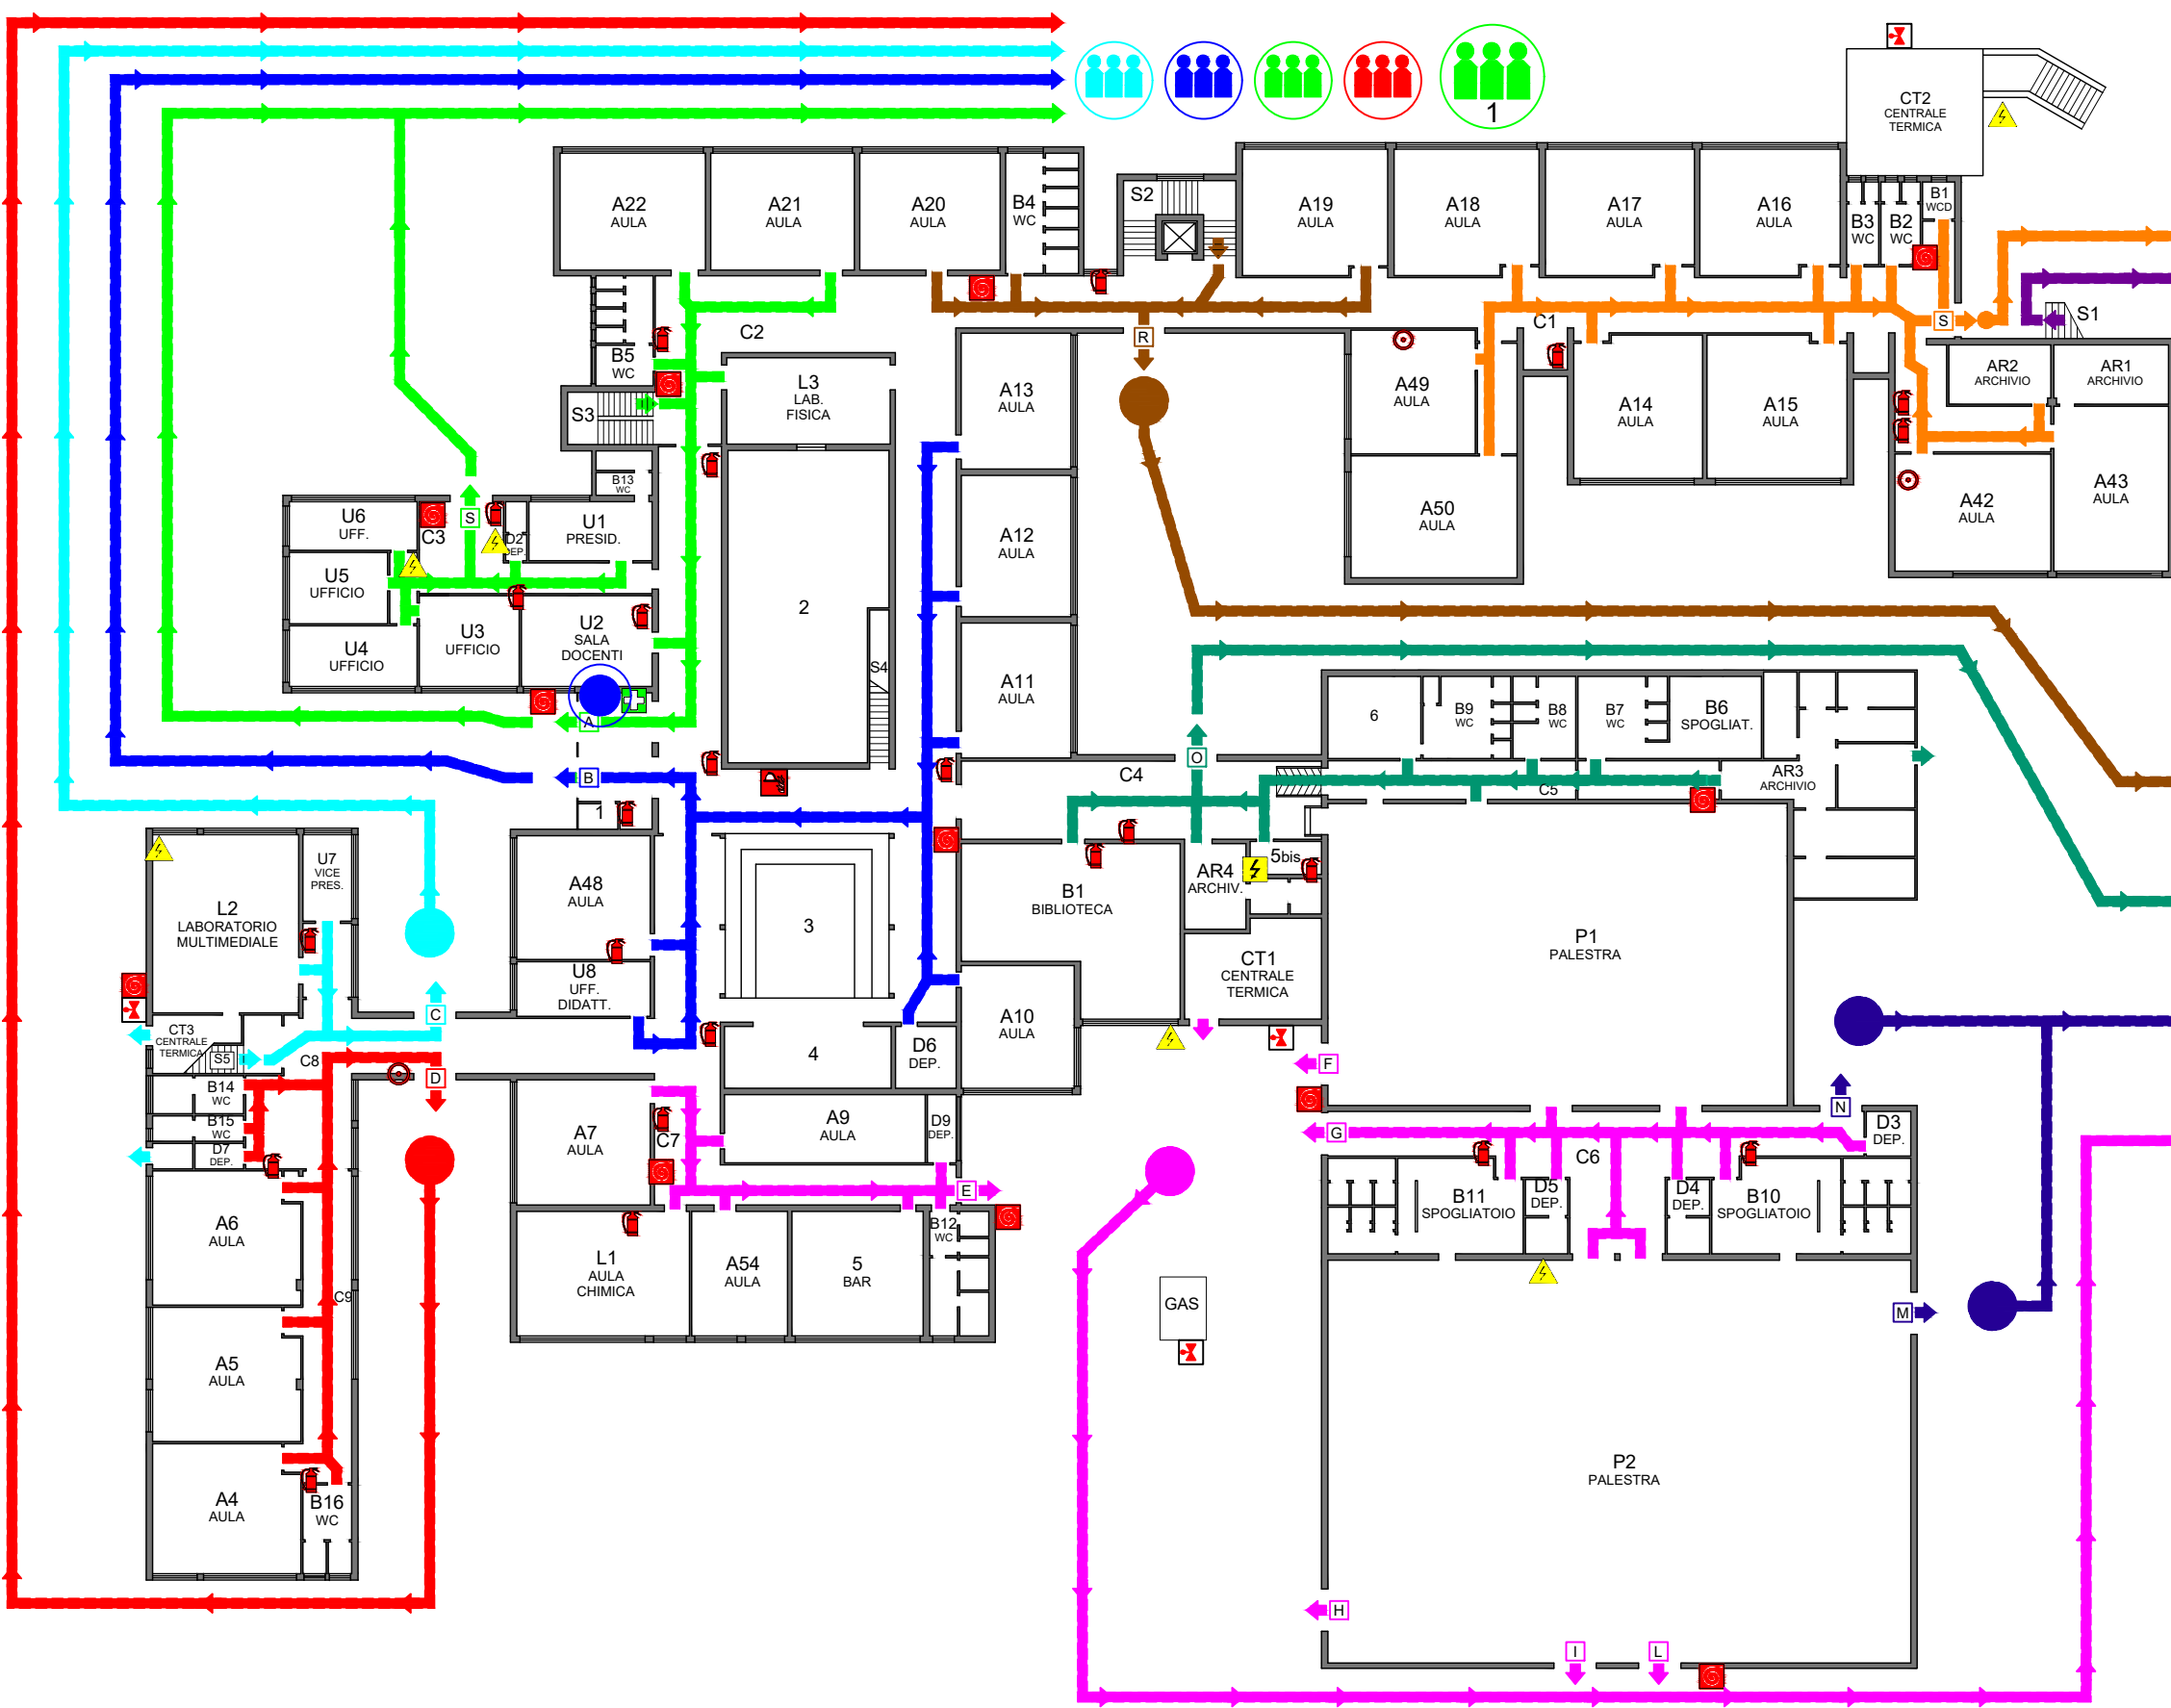 1
CT2
CENTRALE
TERMICA
A22
AULA
A21
AULA
A20
AULA
B4
WC
S2
A19
AULA
A18
AULA
A17
AULA
A16
AULA
B3
WC
B2
WC
B1
WCD
C2
B5
WC
L3
LAB.
FISICA
S3
R
C1
S
S1
A13
AULA
A49
AULA
A14
AULA
A15
AULA
AR2
ARCHIVIO
AR1
ARCHIVIO
B13
WC
U6
UFF.
C3
S
D2
DEP.
U1
PRESID.
A12
AULA
A50
AULA
A42
AULA
A43
AULA
U5
UFFICIO
U4
UFFICIO
U3
UFFICIO
U2
SALA
DOCENTI
2
S4
A11
AULA
A
B
1
O
C4
6
B9
WC
B8
WC
B7
WC
B6
SPOGLIAT.
AR3
ARCHIVIO
C5
U7
VICE
PRES.
L2
LABORATORIO
MULTIMEDIALE
A48
AULA
3
B1
BIBLIOTECA
AR4
ARCHIV.
5bis
P1
PALESTRA
U8
UFF.
DIDATT.
CT1
CENTRALE
TERMICA
C
CT3
CENTRALE
TERMICA
S5
C8
4
D6
DEP.
A10
AULA
F
D
B14
WC
B15
WC
D7
DEP.
A7
AULA
C7
A9
AULA
D9
DEP.
G
N
D3
DEP.
C6
E
A6
AULA
B11
SPOGLIATOIO
D5
DEP.
D4
DEP.
B10
SPOGLIATOIO
B12
WC
L1
AULA
CHIMICA
A54
AULA
5
BAR
C9
GAS
M
A5
AULA
P2
PALESTRA
A4
AULA
B16
WC
H
I
L